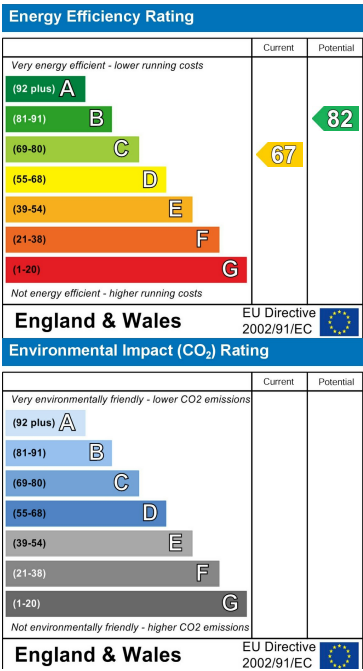 Energy Efficiency Rating
Current Potential
Very energy efficient - lower running costs
(92 plus) A
(81-91) B
82
(69-80) C
67
(55-68) D
(39-54) E
(21-38) F
(1-20) G
Not energy efficient - higher running costs
England & Wales
EU Directive
2002/91/EC
Environmental Impact (CO₂) Rating
Current Potential
Very environmentally friendly - lower CO2 emissions
(92 plus) A
(81-91) B
(69-80) C
(55-68) D
(39-54) E
(21-38) F
(1-20) G
Not environmentally friendly - higher CO2 emissions
England & Wales
EU Directive
2002/91/EC